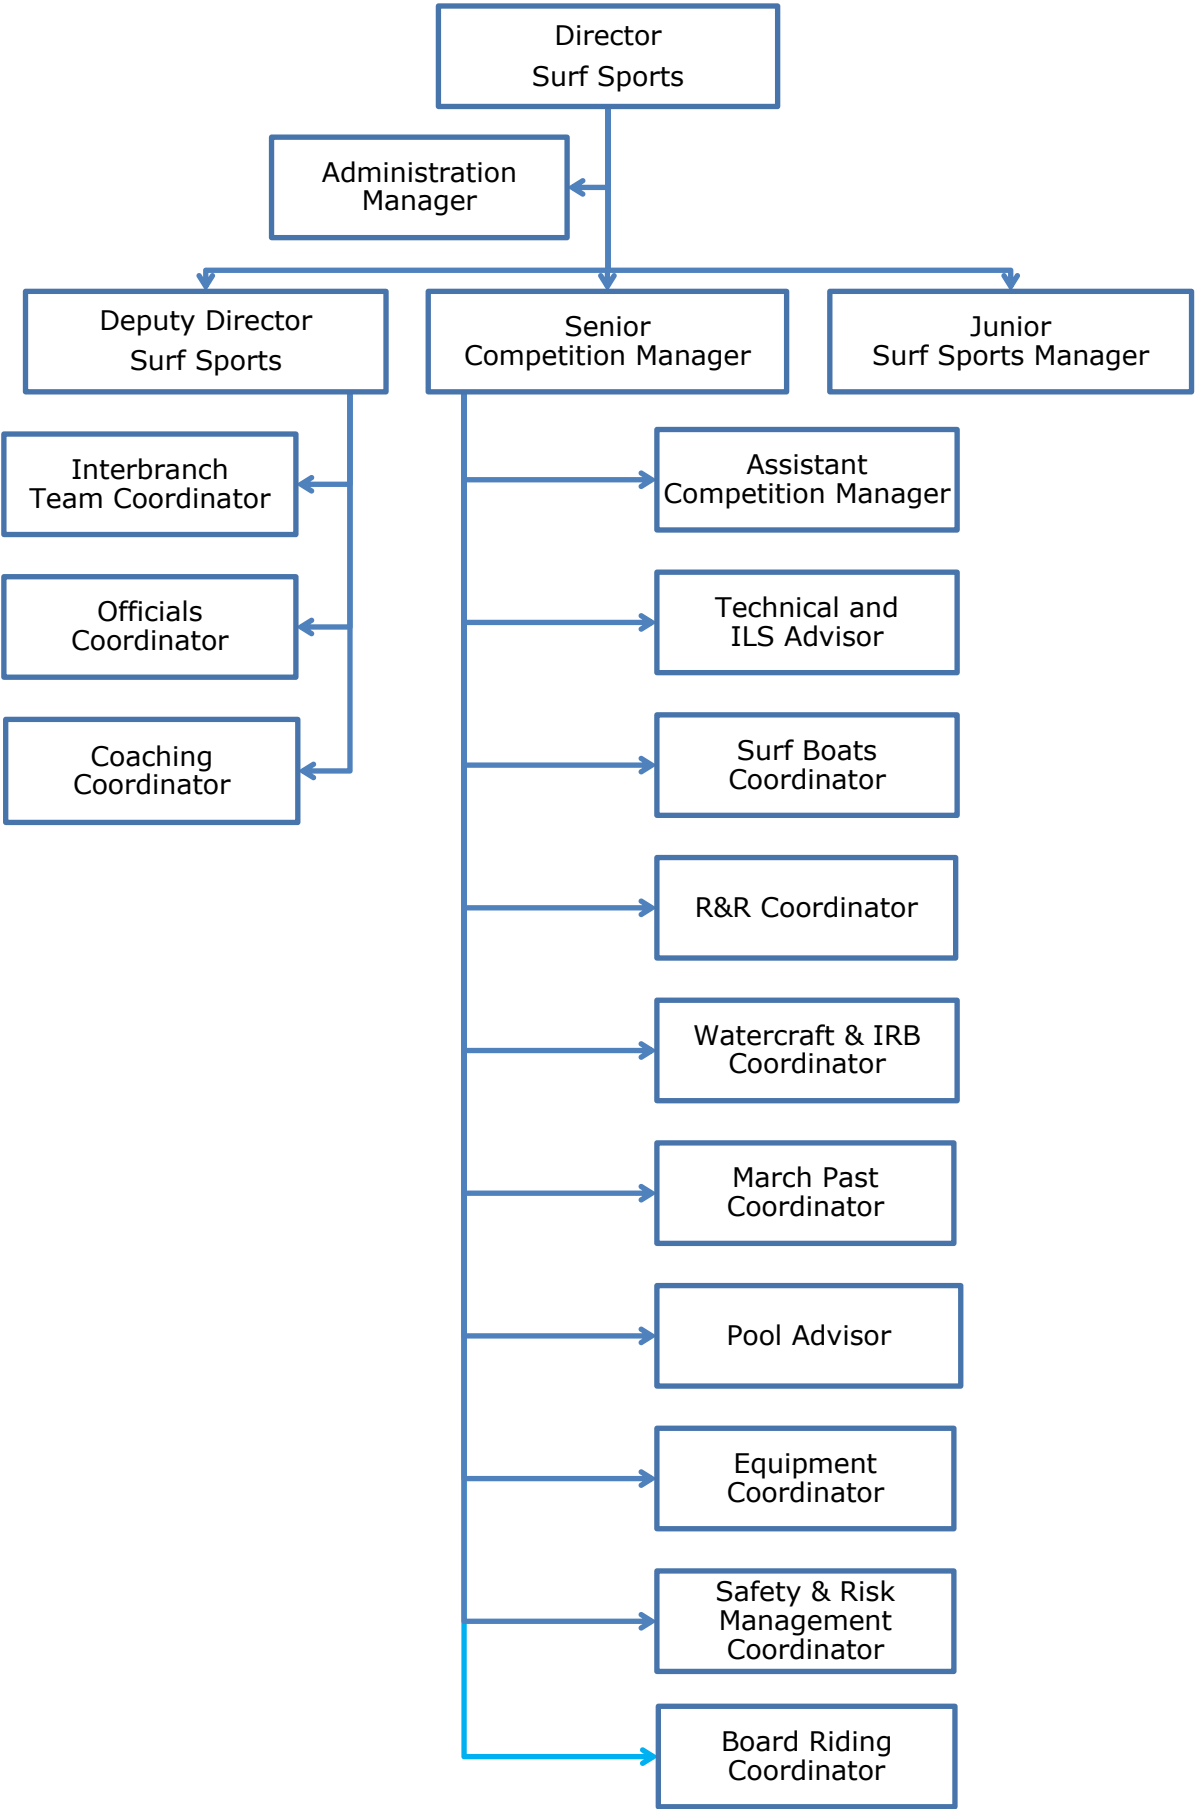 Director
Surf Sports
Administration
Manager
Deputy Director
Surf Sports
Senior
Competition Manager
Junior
Surf Sports Manager
Interbranch
Team Coordinator
Officials
Coordinator
Coaching
Coordinator
Assistant
Competition Manager
Technical and
ILS Advisor
Surf Boats
Coordinator
R&R Coordinator
Watercraft & IRB
Coordinator
March Past
Coordinator
Pool Advisor
Equipment
Coordinator
Safety & Risk
Management
Coordinator
Board Riding
Coordinator